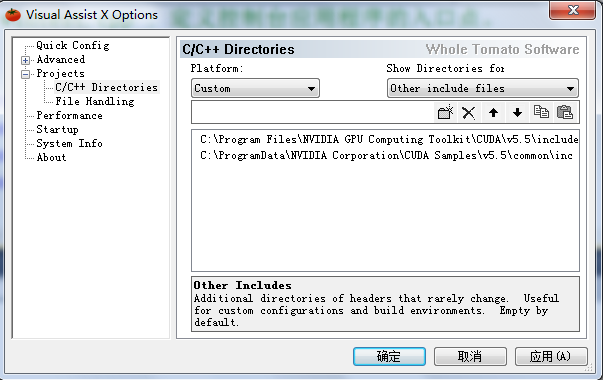 Visual Assist X Options
定义控制台应用程序的入口点。
Quick Config
Advanced
Projects
C/C++ Directories
File Handling
Performance
Startup
System Info
About
C/C++ Directories
Whole Tomato Software
Platform:
Show Directories fo
Custom
Other include files
C:\Program Files\NVIDIA GPU Computing Toolkit\CUDA\v5.5\include
C:\ProgramData\NVIDIA Corporation\CUDA Samples\v5.5\common\inc
Other Includes
Additional directories of headers that rarely change. Useful
for custom configurations and build environments. Empty by
default.
确定
取消
应用(A)